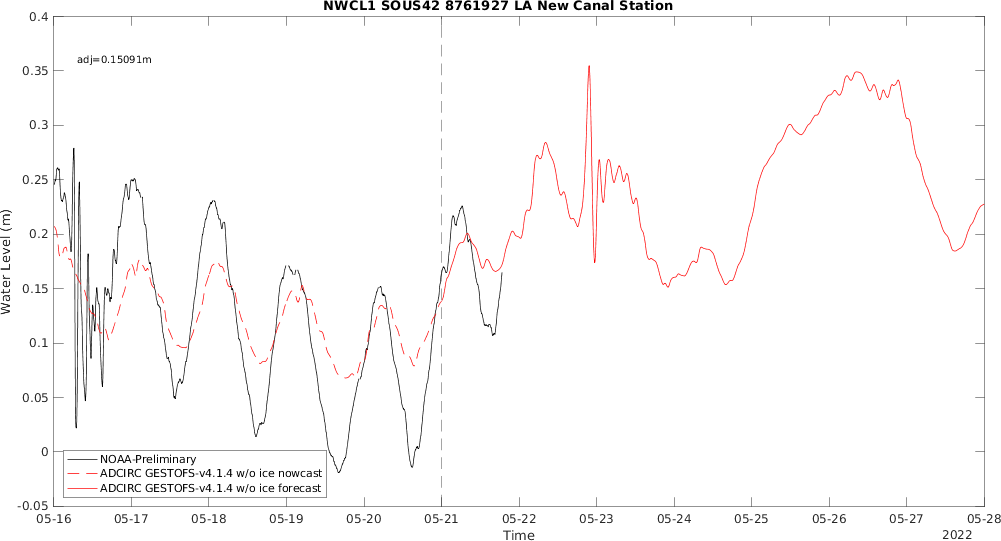 NWCL1 SOUS42 8761927 LA New Canal Station
0.4
adj=0.15091m
0.35
0.3
0.25
0.2
Water Level (m)
0.15
0.1
0.05
0
-0.05
NOAA-Preliminary
ADCIRC GESTOFS-v4.1.4 w/o ice nowcast
ADCIRC GESTOFS-v4.1.4 w/o ice forecast
05-16 05-17 05-18 05-19 05-20 05-21 05-22 05-23 05-24 05-25 05-26 05-27 05-28
Time
2022